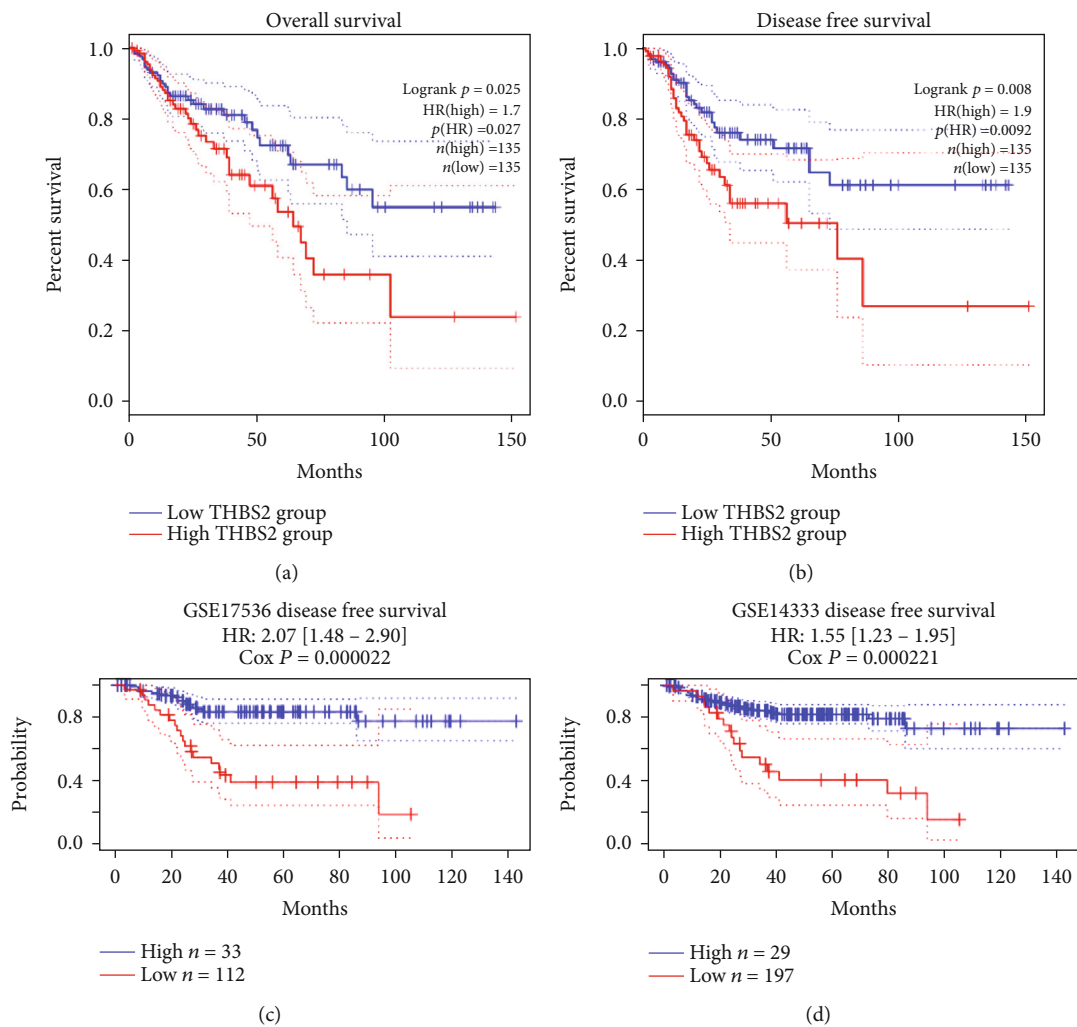 Overall survival
Percent survival
1.0
0.8
0.6
0.4
0.2
0.0
Logrank p = 0.025
HR(high) = 1.7
p(HR) =0.027
n(high) =135
n(low) =135
0 50 100 150
Months
Low THBS2 group
High THBS2 group
(a)
Disease free survival
Percent survival
1.0
0.8
0.6
0.4
0.2
0.0
Logrank p = 0.008
HR(high) = 1.9
p(HR) =0.0092
n(high) =135
n(low) =135
0 50 100 150
Months
Low THBS2 group
High THBS2 group
(b)
GSE17536 disease free survival
HR: 2.07 [1.48 – 2.90]
Cox P = 0.000022
Probability
0.8
0.4
0.0
0 20 40 60 80 100 120 140
Months
High n = 33
Low n = 112
(c)
GSE14333 disease free survival
HR: 1.55 [1.23 – 1.95]
Cox P = 0.000221
Probability
0.8
0.4
0.0
0 20 40 60 80 100 120 140
Months
High n = 29
Low n = 197
(d)